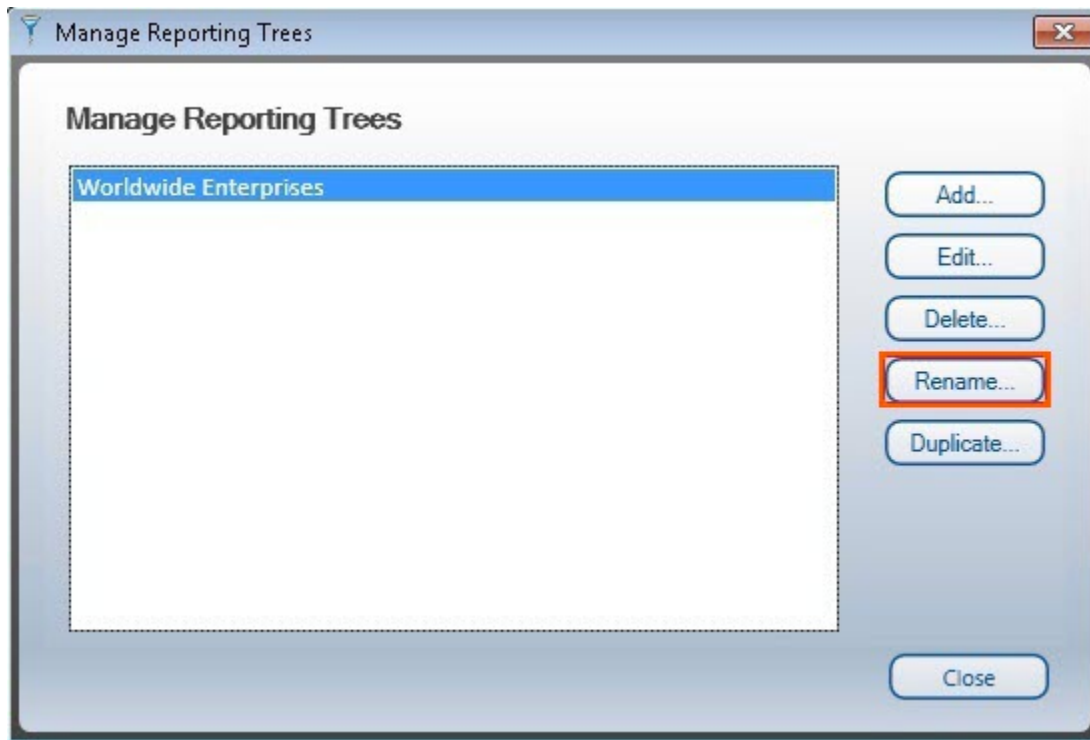 Manage Reporting Trees
Manage Reporting Trees
Worldwide Enterprises
Add...
Edit...
Delete...
Rename...
Duplicate...
Close